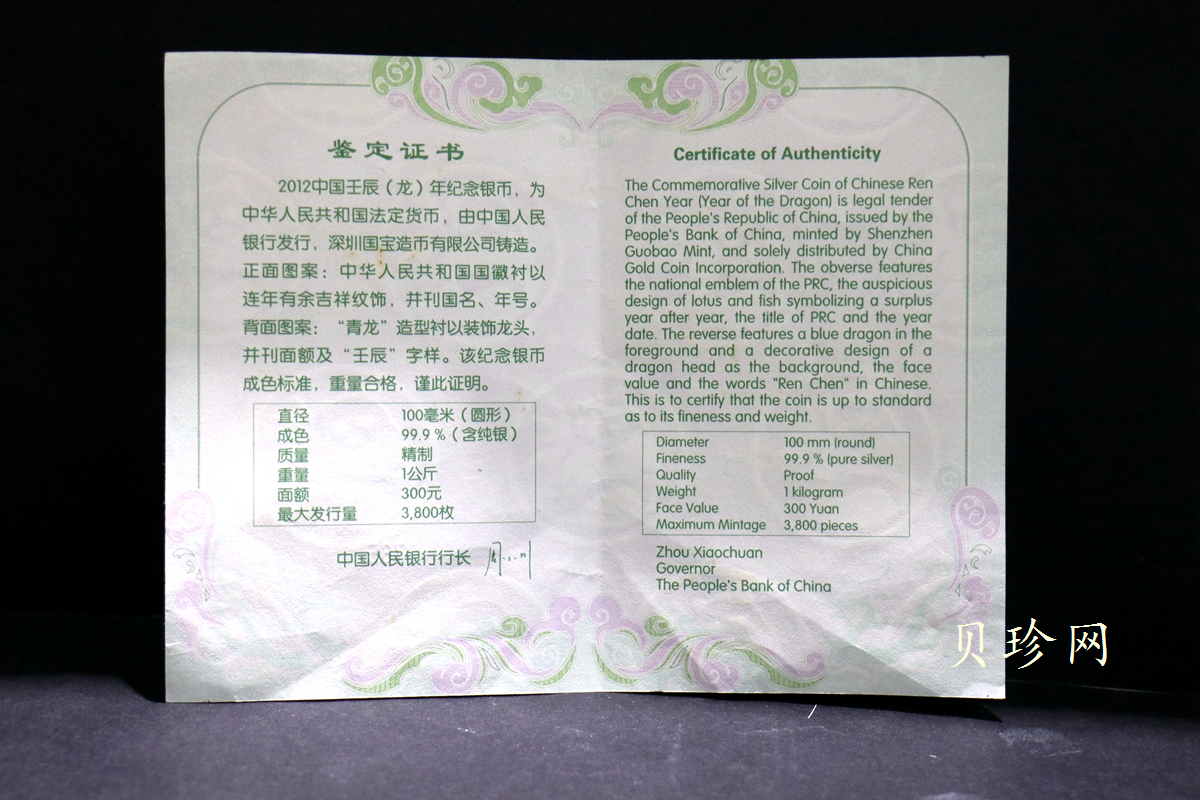 鉴定证书
2012中国壬辰（龙）年纪念银币，为
中华人民共和国法定货币，由中国人民
银行发行，深圳国宝造币有限公司铸造。
正面图案：中华人民共和国国徽衬以
连年有余吉祥纹饰，并刊国名、年号。
背面图案：“青龙”造型衬以装饰龙头，
并刊面额及“壬辰”字样。该纪念银币
成色标准，重量合格，谨此证明。
直径 100毫米（圆形）
成色 99.9％（含纯银）
质量 精制
重量 1公斤
面额 300元
最大发行量 3,800枚
中国人民银行行长
Certificate of Authenticity
The Commemorative Silver Coin of Chinese Ren
Chen Year (Year of the Dragon) is legal tender
of the People's Republic of China, issued by the
People's Bank of China, minted by Shenzhen
Guobao Mint, and solely distributed by China
Gold Coin Incorporation. The obverse features
the national emblem of the PRC, the auspicious
design of lotus and fish symbolizing a surplus
year after year, the title of PRC and the year
date. The reverse features a blue dragon in the
foreground and a decorative design of a
dragon head as the background, the face
value and the words "Ren Chen" in Chinese.
This is to certify that the coin is up to standard
as to its fineness and weight.
Diameter 100 mm (round)
Fineness 99.9 % (pure silver)
Quality Proof
Weight 1 kilogram
Face Value 300 Yuan
Maximum Mintage 3,800 pieces
Zhou Xiaochuan
Governor
The People's Bank of China
贝珍网